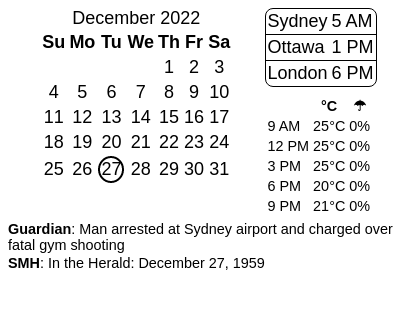 December 2022
Su Mo Tu We Th Fr Sa
1 2 3
4 5 6 7 8 9 10
11 12 13 14 15 16 17
18 19 20 21 22 23 24
25 26 27 28 29 30 31
Sydney 5 AM
Ottawa 1 PM
London 6 PM
°C ☂
9 AM 25°C 0%
12 PM 25°C 0%
3 PM 25°C 0%
6 PM 20°C 0%
9 PM 21°C 0%
Guardian: Man arrested at Sydney airport and charged over
fatal gym shooting
SMH: In the Herald: December 27, 1959